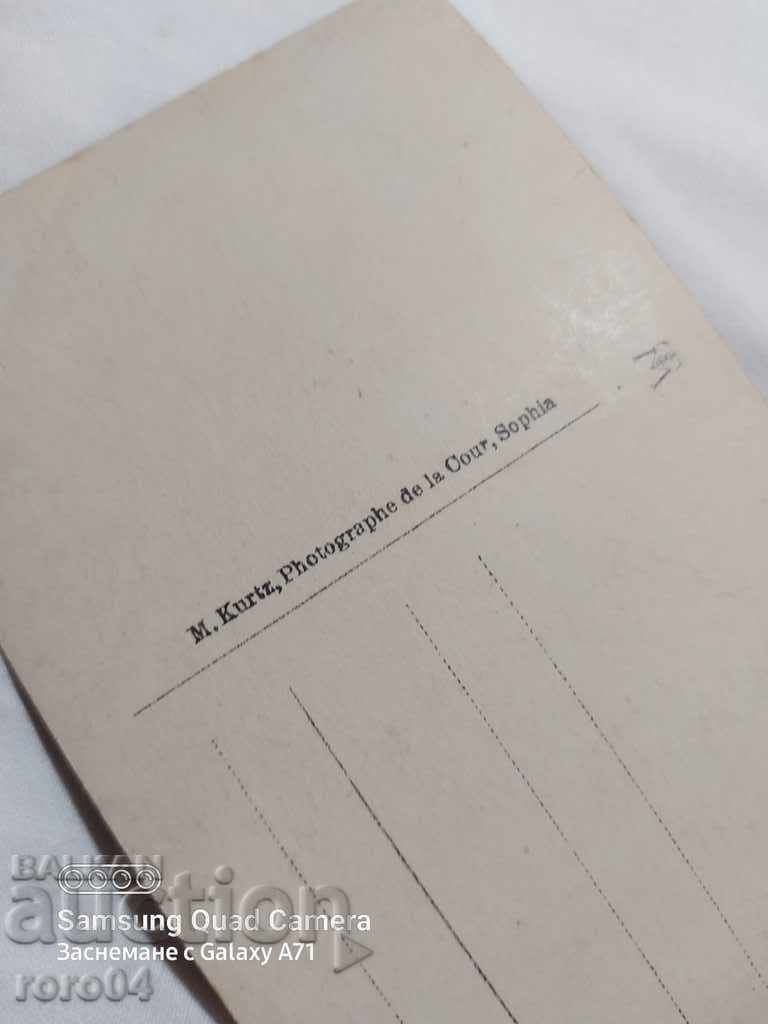 M. Kurtz, Photographe de la Cour, Sophia
BALKAN
auction
Samsung Quad Camera
Заснемане с Galaxy A71
roro04